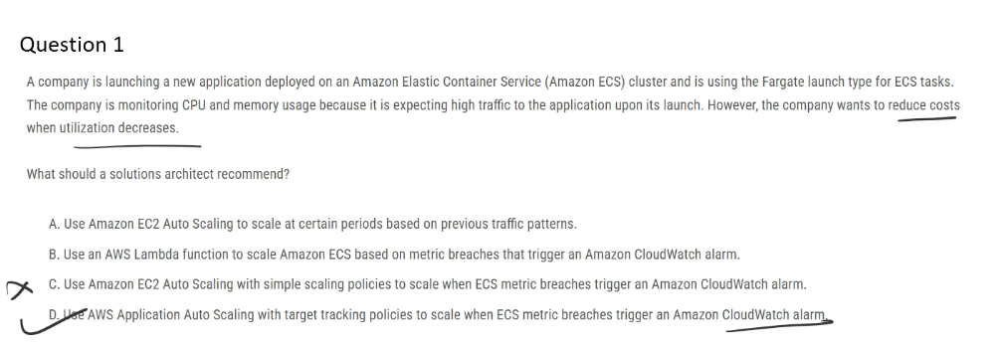 Question 1
A company is launching a new application deployed on an Amazon Elastic Container Service (Amazon ECS) cluster and is using the Fargate launch type for ECS tasks.
The company is monitoring CPU and memory usage because it is expecting high traffic to the application upon its launch. However, the company wants to reduce costs
when utilization decreases.
What should a solutions architect recommend?
A. Use Amazon EC2 Auto Scaling to scale at certain periods based on previous traffic patterns.
B. Use an AWS Lambda function to scale Amazon ECS based on metric breaches that trigger an Amazon CloudWatch alarm.
C. Use Amazon EC2 Auto Scaling with simple scaling policies to scale when ECS metric breaches trigger an Amazon CloudWatch alarm.
D. Use AWS Application Auto Scaling with target tracking policies to scale when ECS metric breaches trigger an Amazon CloudWatch alarm.